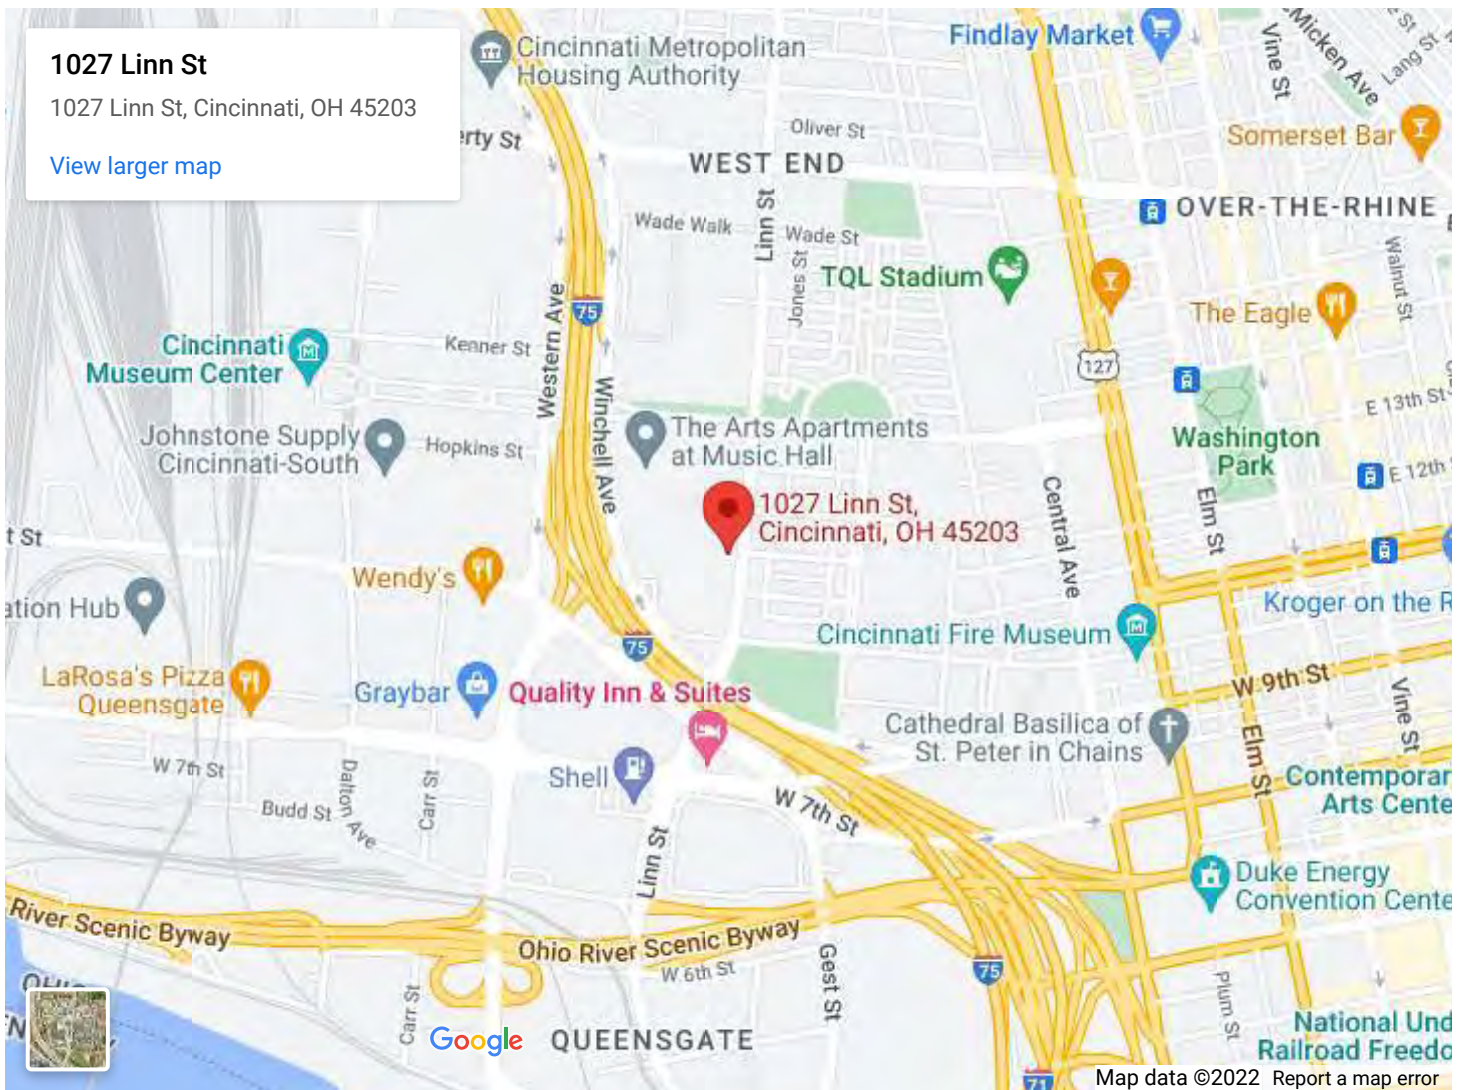 1027 Linn St
1027 Linn St, Cincinnati, OH 45203
View larger map
Cincinnati Metropolitan
Housing Authority
Findlay Market
Vine St
Lang St
Somerset Bar
erty St
Oliver St
WEST END
OVER-THE-RHINE
Linn St
Wade Walk
Wade St
Jones St
TQL Stadium
Walnut St
The Eagle
75
Western Ave
Kenner St
Cincinnati
Museum Center
127
Winchell Ave
E 13th St
Johnstone Supply
Cincinnati-South
Hopkins St
The Arts Apartments
at Music Hall
Washington
Park
E 12th
1027 Linn St,
Cincinnati, OH 45203
Central Ave
Elm St
t St
Wendy's
ation Hub
Kroger on the R
Cincinnati Fire Museum
75
LaRosa's Pizza
Queensgate
Graybar
Quality Inn & Suites
W 9th St
Vine St
Cathedral Basilica of
St. Peter in Chains
Elm St
W 7th St
Shell
Dalton Ave
Carr St
Budd St
W 7th St
Contemporar
Arts Cente
Linn St
Duke Energy
Convention Cente
River Scenic Byway
Ohio River Scenic Byway
W 6th St
Gest St
75
Plum St
Carr St
Google
QUEENSGATE
National Und
Railroad Freedo
71
Map data ©2022
Report a map error